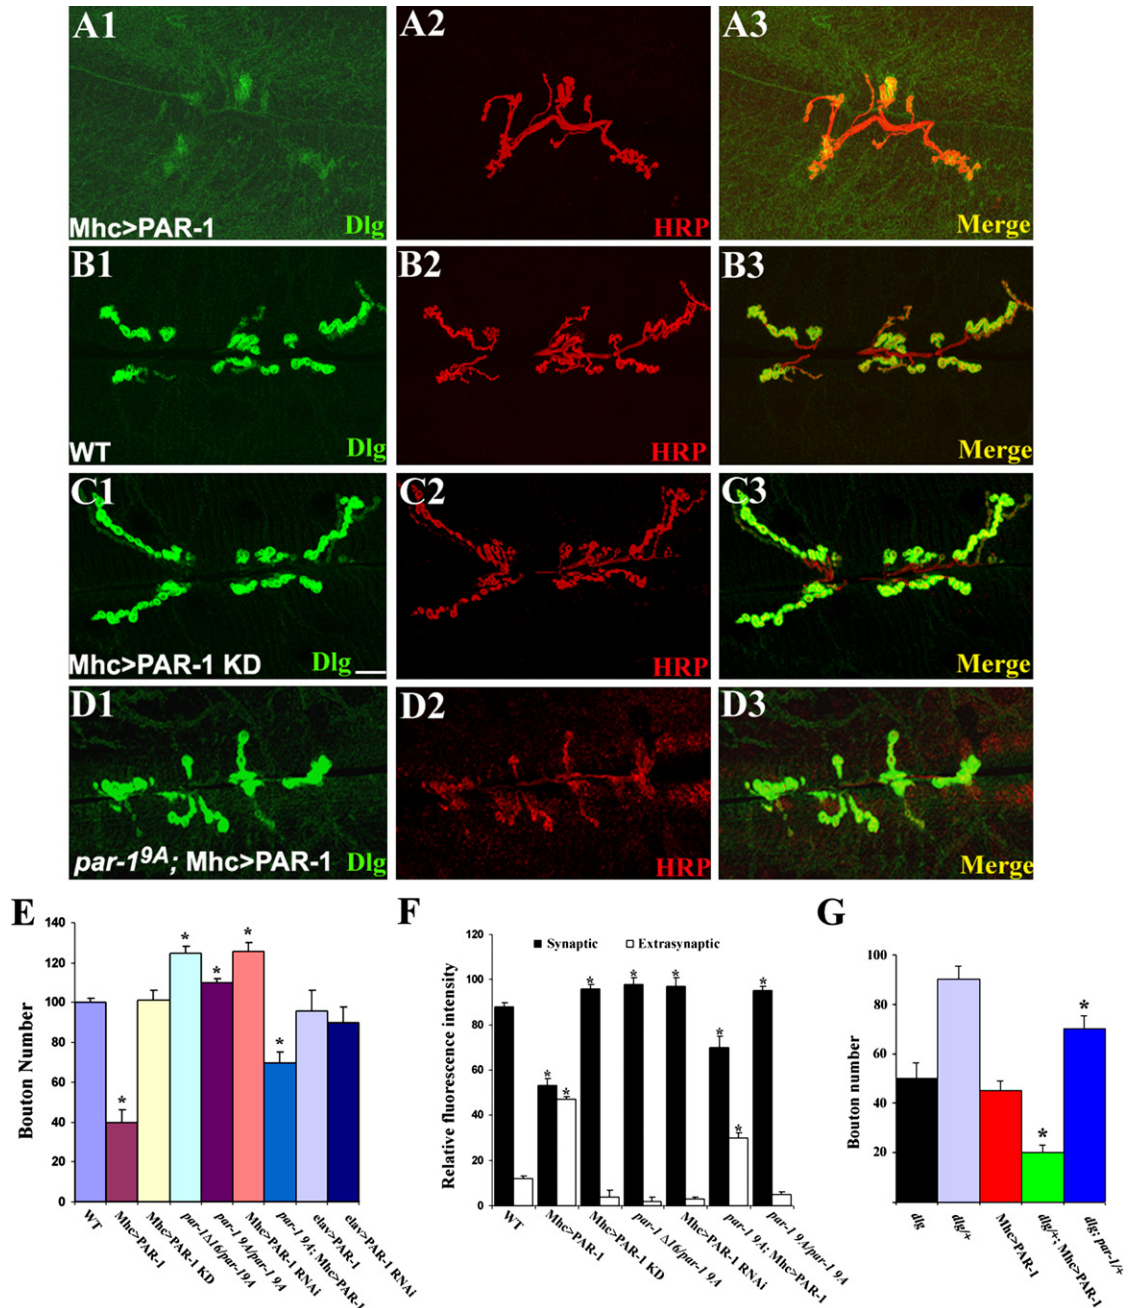 A1
A2
A3
Mhc>PAR-1
Dlg
HRP
Merge
B1
B2
B3
WT
Dlg
HRP
Merge
C1
C2
C3
Mhc>PAR-1 KD
Dlg
HRP
Merge
D1
D2
D3
par-1⁹ᴬ; Mhc>PAR-1
Dlg
HRP
Merge
E
Bouton Number
140
120
100
80
60
40
20
0
* * * * *
WT
Mhc>PAR-1
Mhc>PAR-1 KD
par-1Δ16/par-19A
par-1 9A/par-1 9A
Mhc>PAR-1 RNAi
par-1 9A; Mhc>PAR-1
elav>PAR-1
elav>PAR-1 RNAi
F
Relative fluorescence intensity
Synaptic
Extrasynaptic
120
100
80
60
40
20
0
* * * * * * * *
WT
Mhc>PAR-1
Mhc>PAR-1 KD
par-1 Δ16/par-1 9A
Mhc>PAR-1 RNAi
par-1 9A; Mhc>PAR-1
par-1 9A/par-1 9A
G
Bouton number
100
80
60
40
20
0
* *
dlg
dlg/+
Mhc>PAR-1
dlg/+; Mhc>PAR-1
dlg; par-1/+